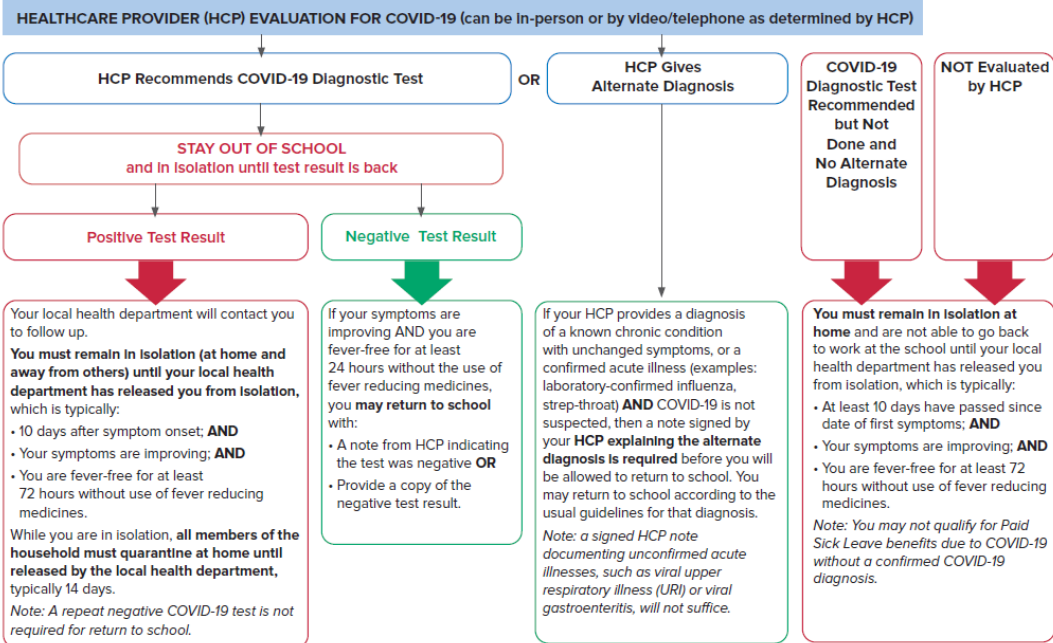 HEALTHCARE PROVIDER (HCP) EVALUATION FOR COVID-19 (can be in-person or by video/telephone as determined by HCP)
HCP Recommends COVID-19 Diagnostic Test
OR
HCP Gives
Alternate Diagnosis
COVID-19
Diagnostic Test
Recommended
but Not
Done and
No Alternate
Diagnosis
NOT Evaluated
by HCP
STAY OUT OF SCHOOL
and in isolation until test result is back
Positive Test Result
Negative Test Result
Your local health department will contact you
to follow up.
You must remain in isolation (at home and
away from others) until your local health
department has released you from isolation,
which is typically:
• 10 days after symptom onset; AND
• Your symptoms are improving; AND
• You are fever-free for at least
72 hours without use of fever reducing
medicines.
While you are in isolation, all members of the
household must quarantine at home until
released by the local health department,
typically 14 days.
Note: A repeat negative COVID-19 test is not
required for return to school.
If your symptoms are
improving AND you are
fever-free for at least
24 hours without the use of
fever reducing medicines,
you may return to school
with:
• A note from HCP indicating
the test was negative OR
• Provide a copy of the
negative test result.
If your HCP provides a diagnosis
of a known chronic condition
with unchanged symptoms, or a
confirmed acute illness (examples:
laboratory-confirmed influenza,
strep-throat) AND COVID-19 is not
suspected, then a note signed by
your HCP explaining the alternate
diagnosis is required before you will
be allowed to return to school. You
may return to school according to the
usual guidelines for that diagnosis.
Note: a signed HCP note
documenting unconfirmed acute
illnesses, such as viral upper
respiratory illness (URI) or viral
gastroenteritis, will not suffice.
You must remain in isolation at
home and are not able to go back
to work at the school until your local
health department has released you
from isolation, which is typically:
• At least 10 days have passed since
date of first symptoms; AND
• Your symptoms are improving; AND
• You are fever-free for at least 72
hours without use of fever reducing
medicines.
Note: You may not qualify for Paid
Sick Leave benefits due to COVID-19
without a confirmed COVID-19
diagnosis.